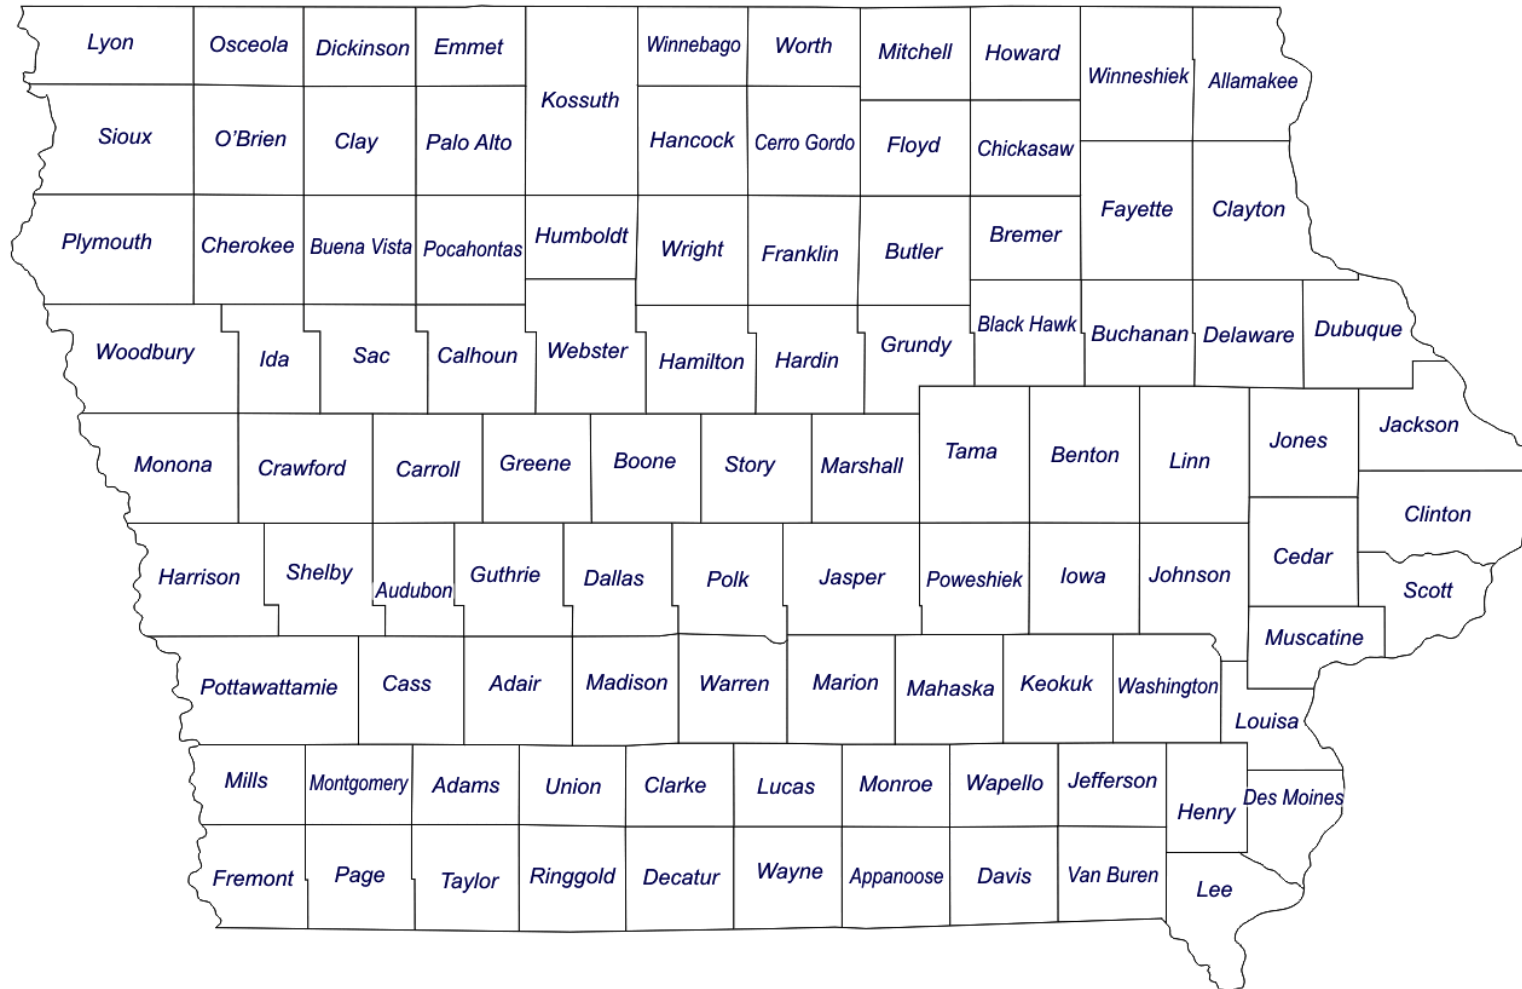 Lyon
Osceola
Dickinson
Emmet
Kossuth
Winnebago
Worth
Mitchell
Howard
Winneshiek
Allamakee
Sioux
O’Brien
Clay
Palo Alto
Hancock
Cerro Gordo
Floyd
Chickasaw
Fayette
Clayton
Plymouth
Cherokee
Buena Vista
Pocahontas
Humboldt
Wright
Franklin
Butler
Bremer
Woodbury
Ida
Sac
Calhoun
Webster
Hamilton
Hardin
Grundy
Black Hawk
Buchanan
Delaware
Dubuque
Monona
Crawford
Carroll
Greene
Boone
Story
Marshall
Tama
Benton
Linn
Jones
Jackson
Clinton
Harrison
Shelby
Audubon
Guthrie
Dallas
Polk
Jasper
Poweshiek
Iowa
Johnson
Cedar
Scott
Muscatine
Pottawattamie
Cass
Adair
Madison
Warren
Marion
Mahaska
Keokuk
Washington
Louisa
Mills
Montgomery
Adams
Union
Clarke
Lucas
Monroe
Wapello
Jefferson
Henry
Des Moines
Fremont
Page
Taylor
Ringgold
Decatur
Wayne
Appanoose
Davis
Van Buren
Lee